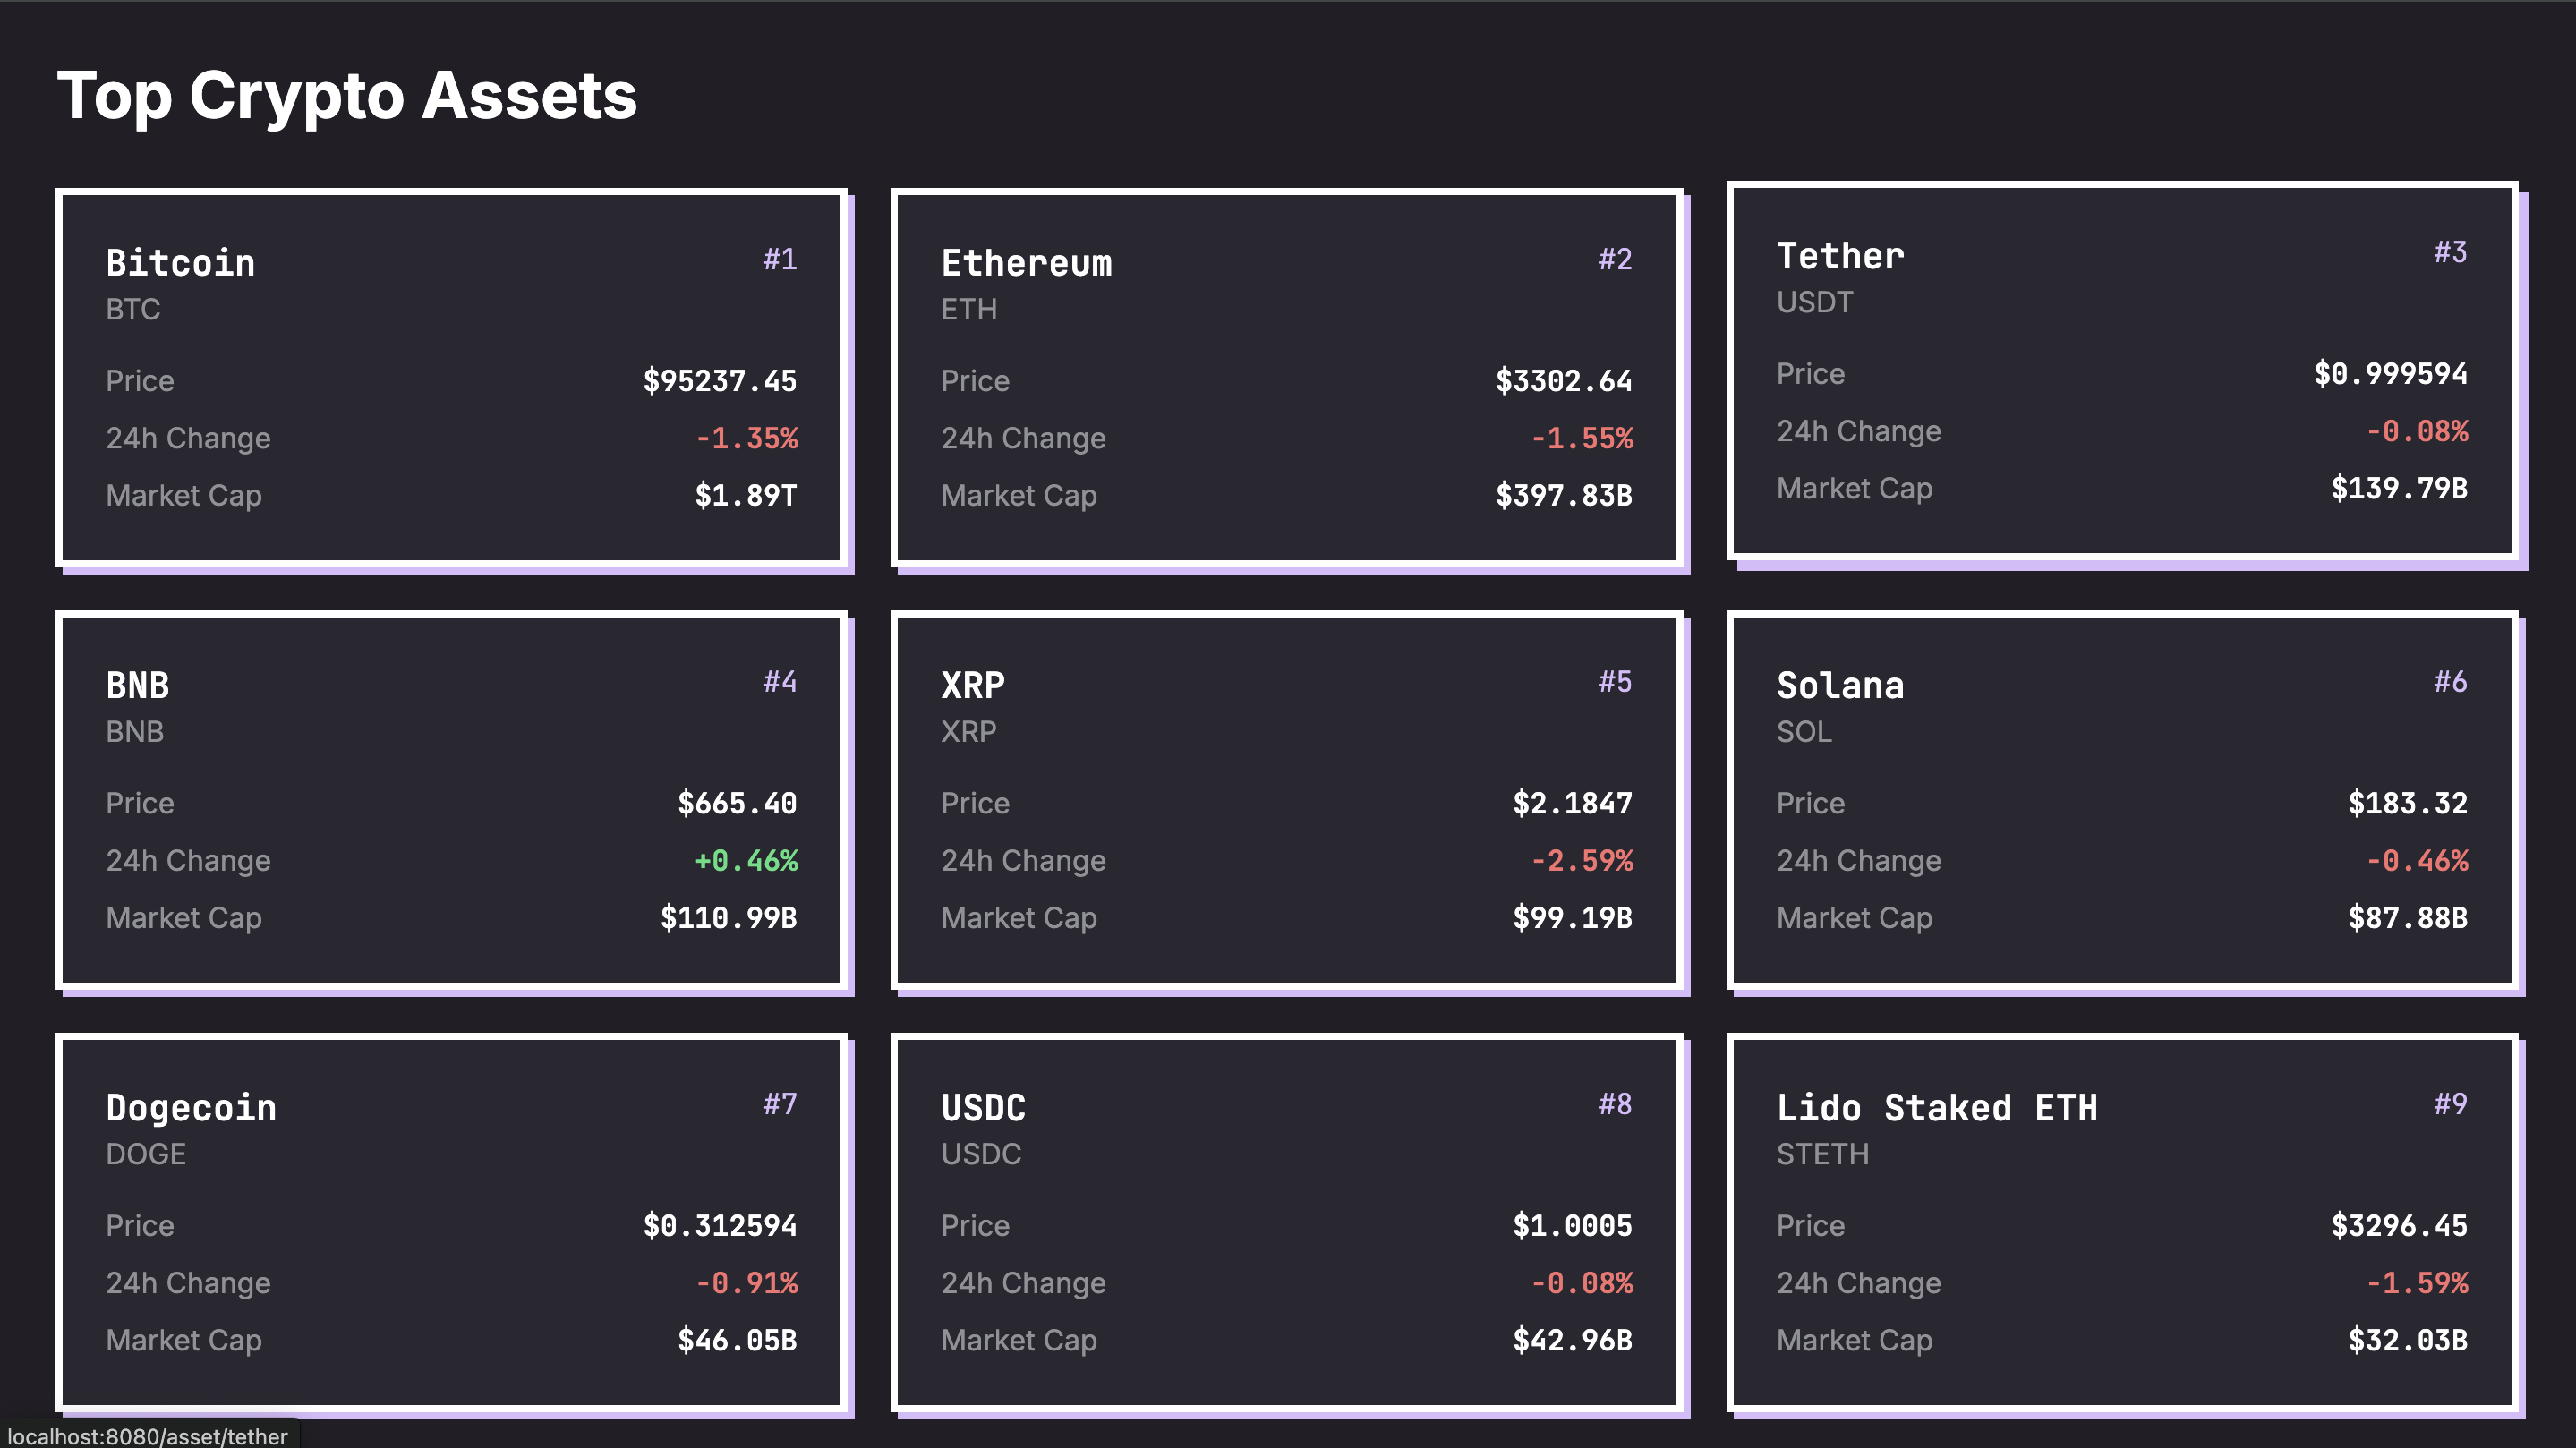 Top Crypto Assets
Bitcoin #1
BTC
Price $95237.45
24h Change -1.35%
Market Cap $1.89T
Ethereum #2
ETH
Price $3302.64
24h Change -1.55%
Market Cap $397.83B
Tether #3
USDT
Price $0.999594
24h Change -0.08%
Market Cap $139.79B
BNB #4
BNB
Price $665.40
24h Change +0.46%
Market Cap $110.99B
XRP #5
XRP
Price $2.1847
24h Change -2.59%
Market Cap $99.19B
Solana #6
SOL
Price $183.32
24h Change -0.46%
Market Cap $87.88B
Dogecoin #7
DOGE
Price $0.312594
24h Change -0.91%
Market Cap $46.05B
USDC #8
USDC
Price $1.0005
24h Change -0.08%
Market Cap $42.96B
Lido Staked ETH #9
STETH
Price $3296.45
24h Change -1.59%
Market Cap $32.03B
localhost:8080/asset/tether